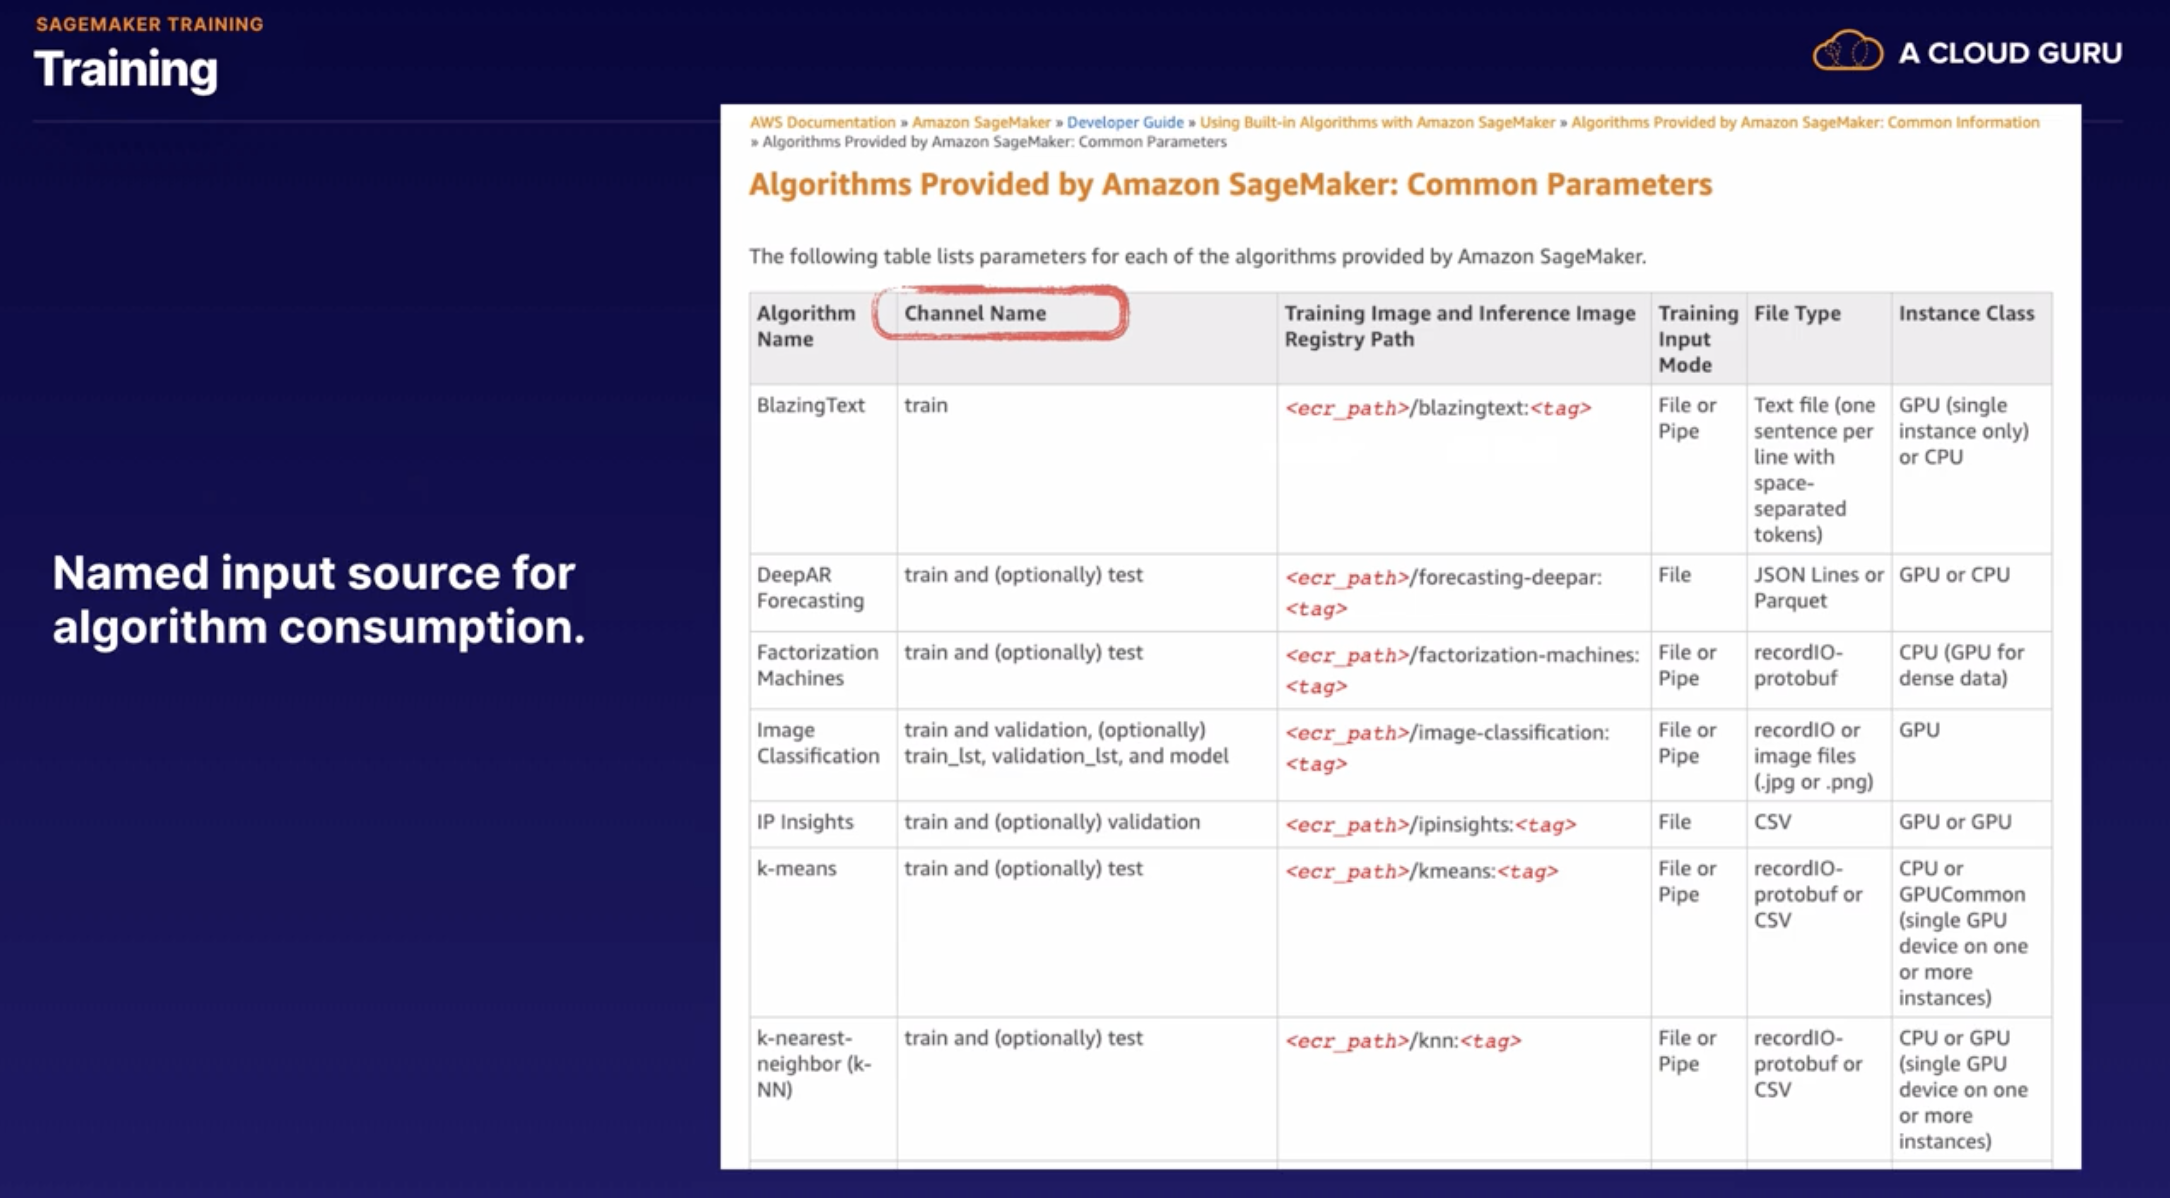 SAGEMAKER TRAINING
Training
A CLOUD GURU
Named input source for
algorithm consumption.
AWS Documentation » Amazon SageMaker » Developer Guide » Using Built-in Algorithms with Amazon SageMaker » Algorithms Provided by Amazon SageMaker: Common Information
» Algorithms Provided by Amazon SageMaker: Common Parameters
Algorithms Provided by Amazon SageMaker: Common Parameters
The following table lists parameters for each of the algorithms provided by Amazon SageMaker.
Algorithm
Name
Channel Name
Training Image and Inference Image
Registry Path
Training
Input
Mode
File Type
Instance Class
BlazingText
train
<ecr_path>/blazingtext:<tag>
File or
Pipe
Text file (one
sentence per
line with
space-
separated
tokens)
GPU (single
instance only)
or CPU
DeepAR
Forecasting
train and (optionally) test
<ecr_path>/forecasting-deepar:
<tag>
File
JSON Lines or
Parquet
GPU or CPU
Factorization
Machines
train and (optionally) test
<ecr_path>/factorization-machines:
<tag>
File or
Pipe
recordIO-
protobuf
CPU (GPU for
dense data)
Image
Classification
train and validation, (optionally)
train_lst, validation_lst, and model
<ecr_path>/image-classification:
<tag>
File or
Pipe
recordIO or
image files
(.jpg or .png)
GPU
IP Insights
train and (optionally) validation
<ecr_path>/ipinsights:<tag>
File
CSV
GPU or GPU
k-means
train and (optionally) test
<ecr_path>/kmeans:<tag>
File or
Pipe
recordIO-
protobuf or
CSV
CPU or
GPUCommon
(single GPU
device on one
or more
instances)
k-nearest-
neighbor (k-
NN)
train and (optionally) test
<ecr_path>/knn:<tag>
File or
Pipe
recordIO-
protobuf or
CSV
CPU or GPU
(single GPU
device on one
or more
instances)